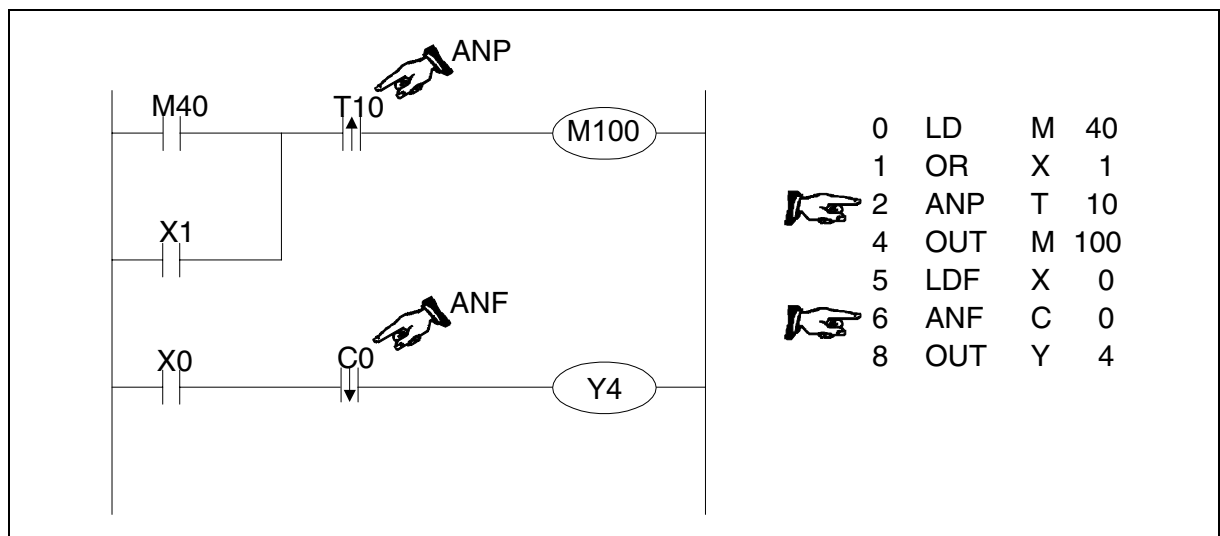 ANP
M40
T10
M100
X1
ANF
X0
C0
Y4
0 LD M 40
1 OR X 1
2 ANP T 10
4 OUT M 100
5 LDF X 0
6 ANF C 0
8 OUT Y 4